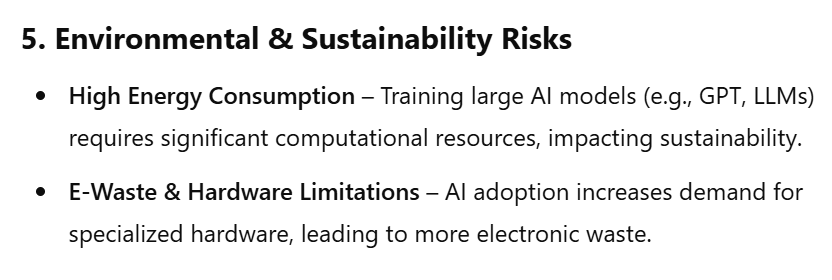 5. Environmental & Sustainability Risks
• High Energy Consumption – Training large AI models (e.g., GPT, LLMs)
requires significant computational resources, impacting sustainability.
• E-Waste & Hardware Limitations – AI adoption increases demand for
specialized hardware, leading to more electronic waste.